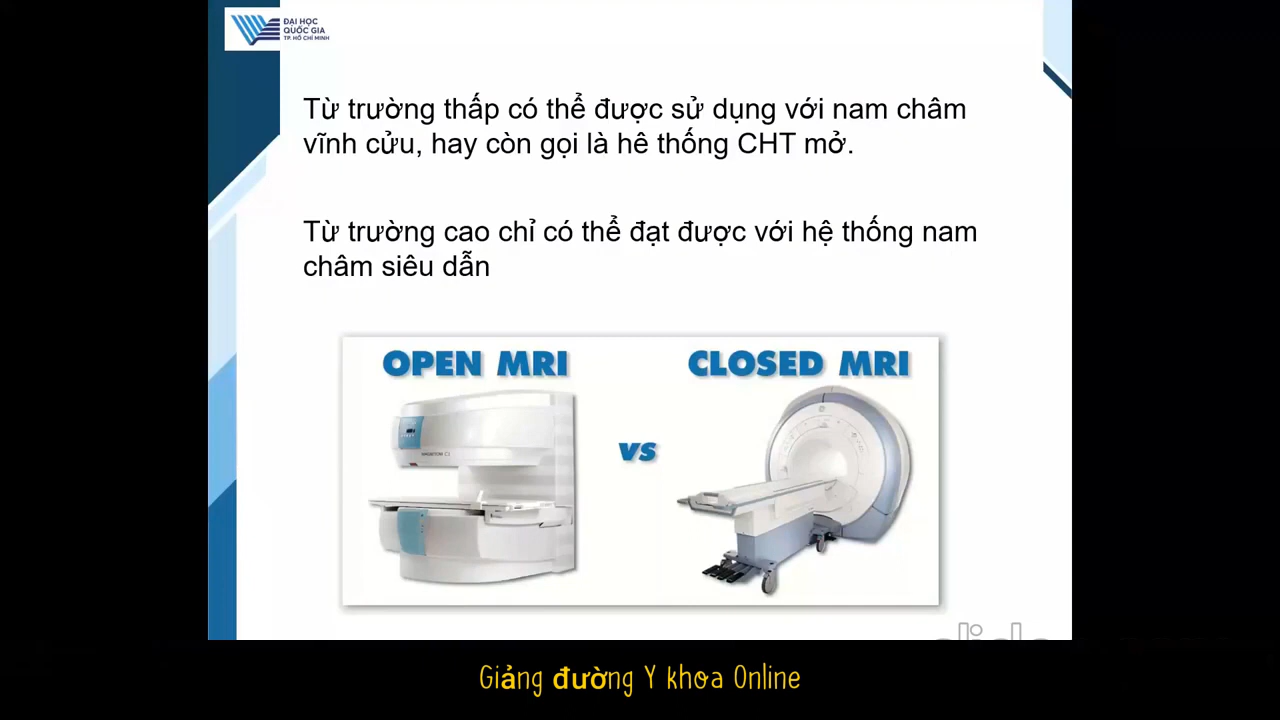 ĐẠI HỌC
QUỐC GIA
TP. HỒ CHÍ MINH
Từ trường thấp có thể được sử dụng với nam châm
vĩnh cửu, hay còn gọi là hê thống CHT mở.
Từ trường cao chỉ có thể đạt được với hệ thống nam
châm siêu dẫn
OPEN MRI
CLOSED MRI
vs
Giảng đường Y khoa Online